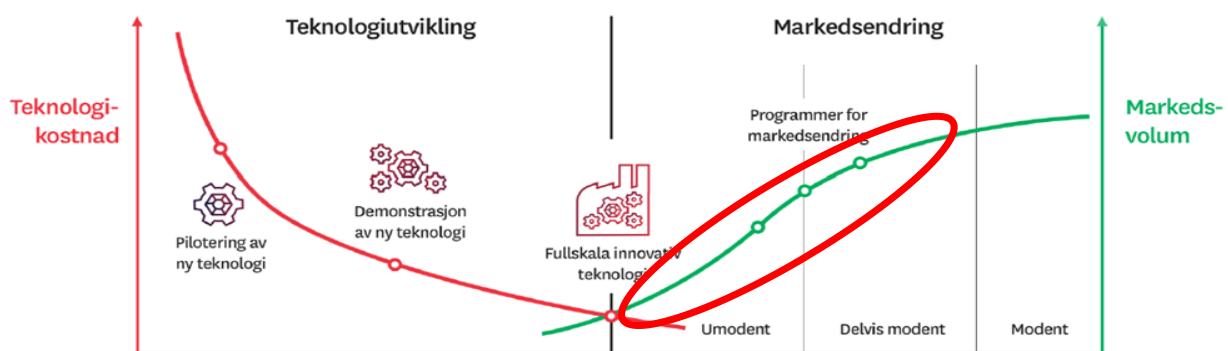 Teknologiutvikling
Markedsendring
Teknologi-
kostnad
Markeds-
volum
Programmer for
markedsendring
Pilotering av
ny teknologi
Demonstrasjon
av ny teknologi
Fullskala innovativ
teknologi
Umodent
Delvis modent
Modent